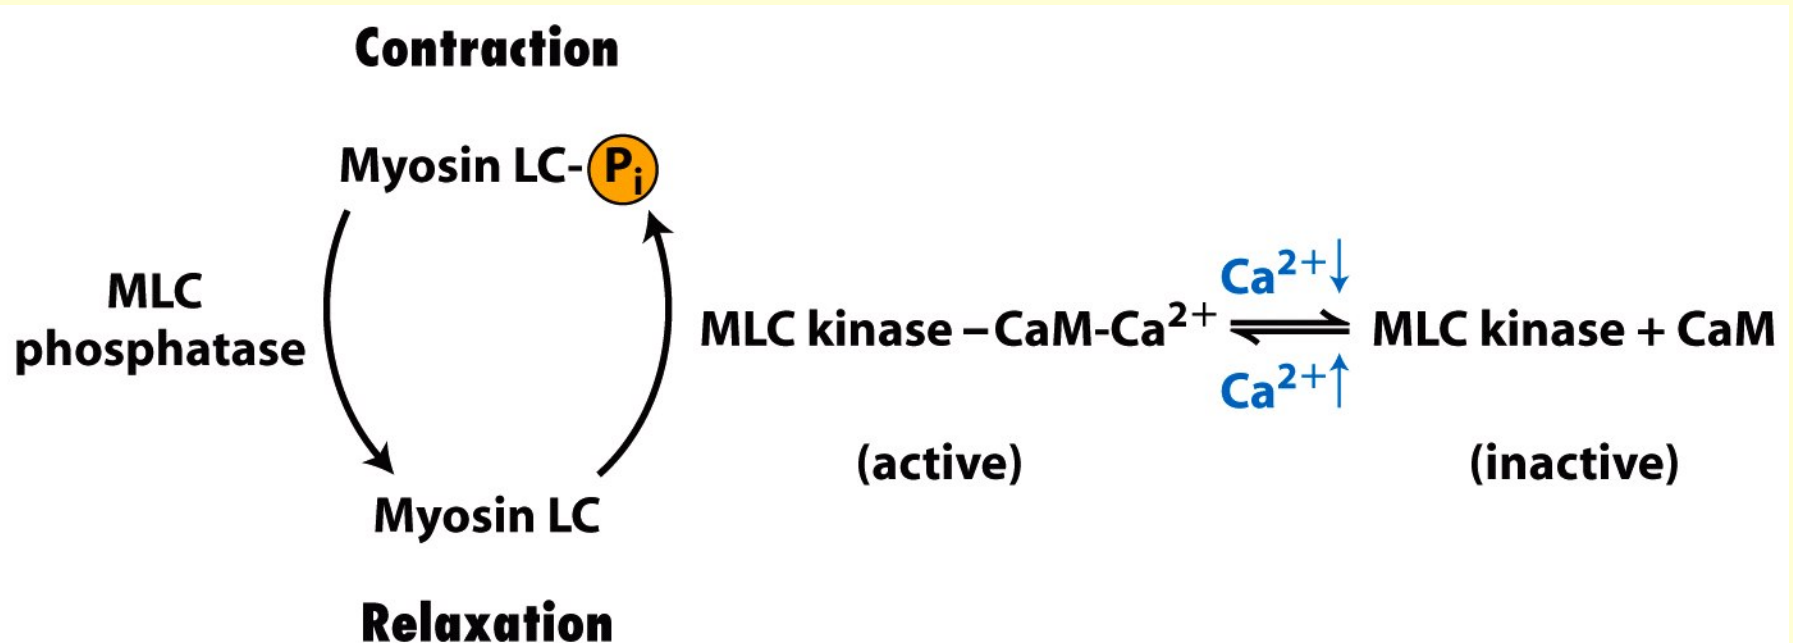 Contraction
Myosin LC-Pi
MLC
phosphatase
Ca2+↓
MLC kinase – CaM-Ca2+ ⇌ MLC kinase + CaM
Ca2+↑
(active)
(inactive)
Myosin LC
Relaxation